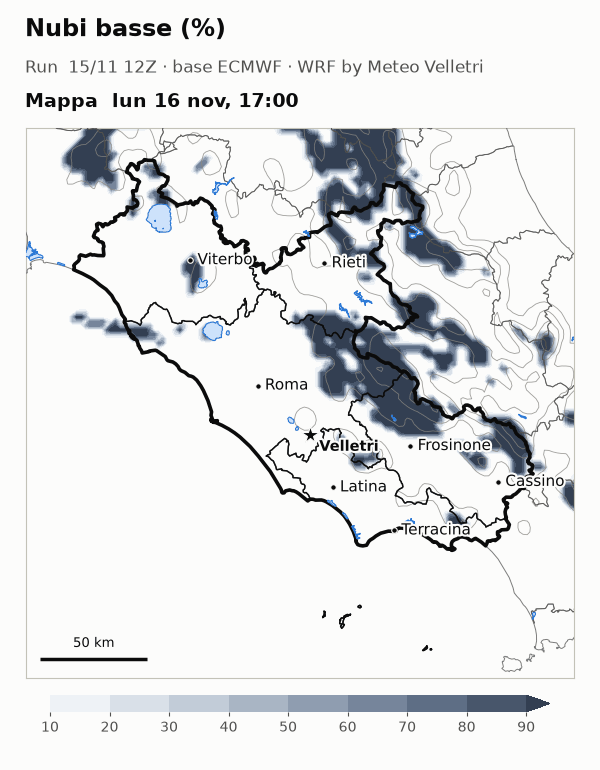 Nubi basse (%)
Run  15/11 12Z · base ECMWF · WRF by Meteo Velletri
Mappa  lun 16 nov, 17:00
Viterbo
Rieti
Roma
Velletri
Frosinone
Latina
Cassino
Terracina
50 km
10 20 30 40 50 60 70 80 90